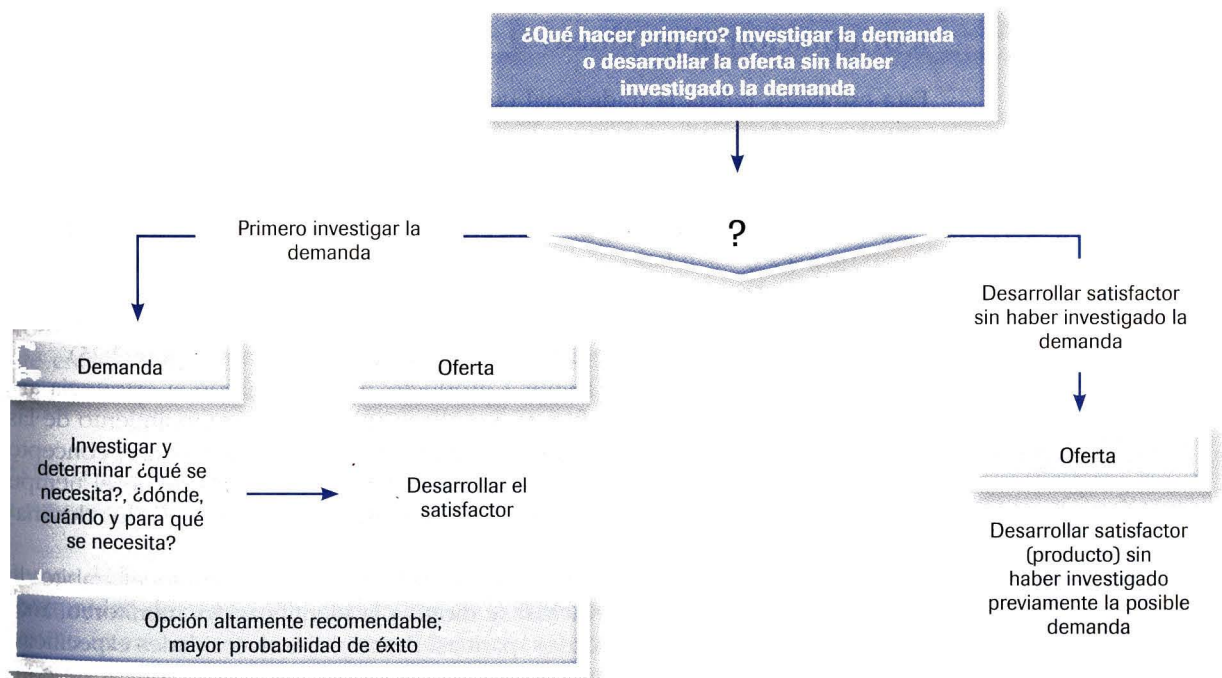 ¿Qué hacer primero? Investigar la demanda
o desarrollar la oferta sin haber
investigado la demanda
?
Primero investigar la
demanda
Desarrollar satisfactor
sin haber investigado la
demanda
Demanda
Oferta
Investigar y
determinar ¿qué se
necesita?, ¿dónde,
cuándo y para qué
se necesita?
Desarrollar el
satisfactor
Oferta
Desarrollar satisfactor
(producto) sin
haber investigado
previamente la posible
demanda
Opción altamente recomendable;
mayor probabilidad de éxito